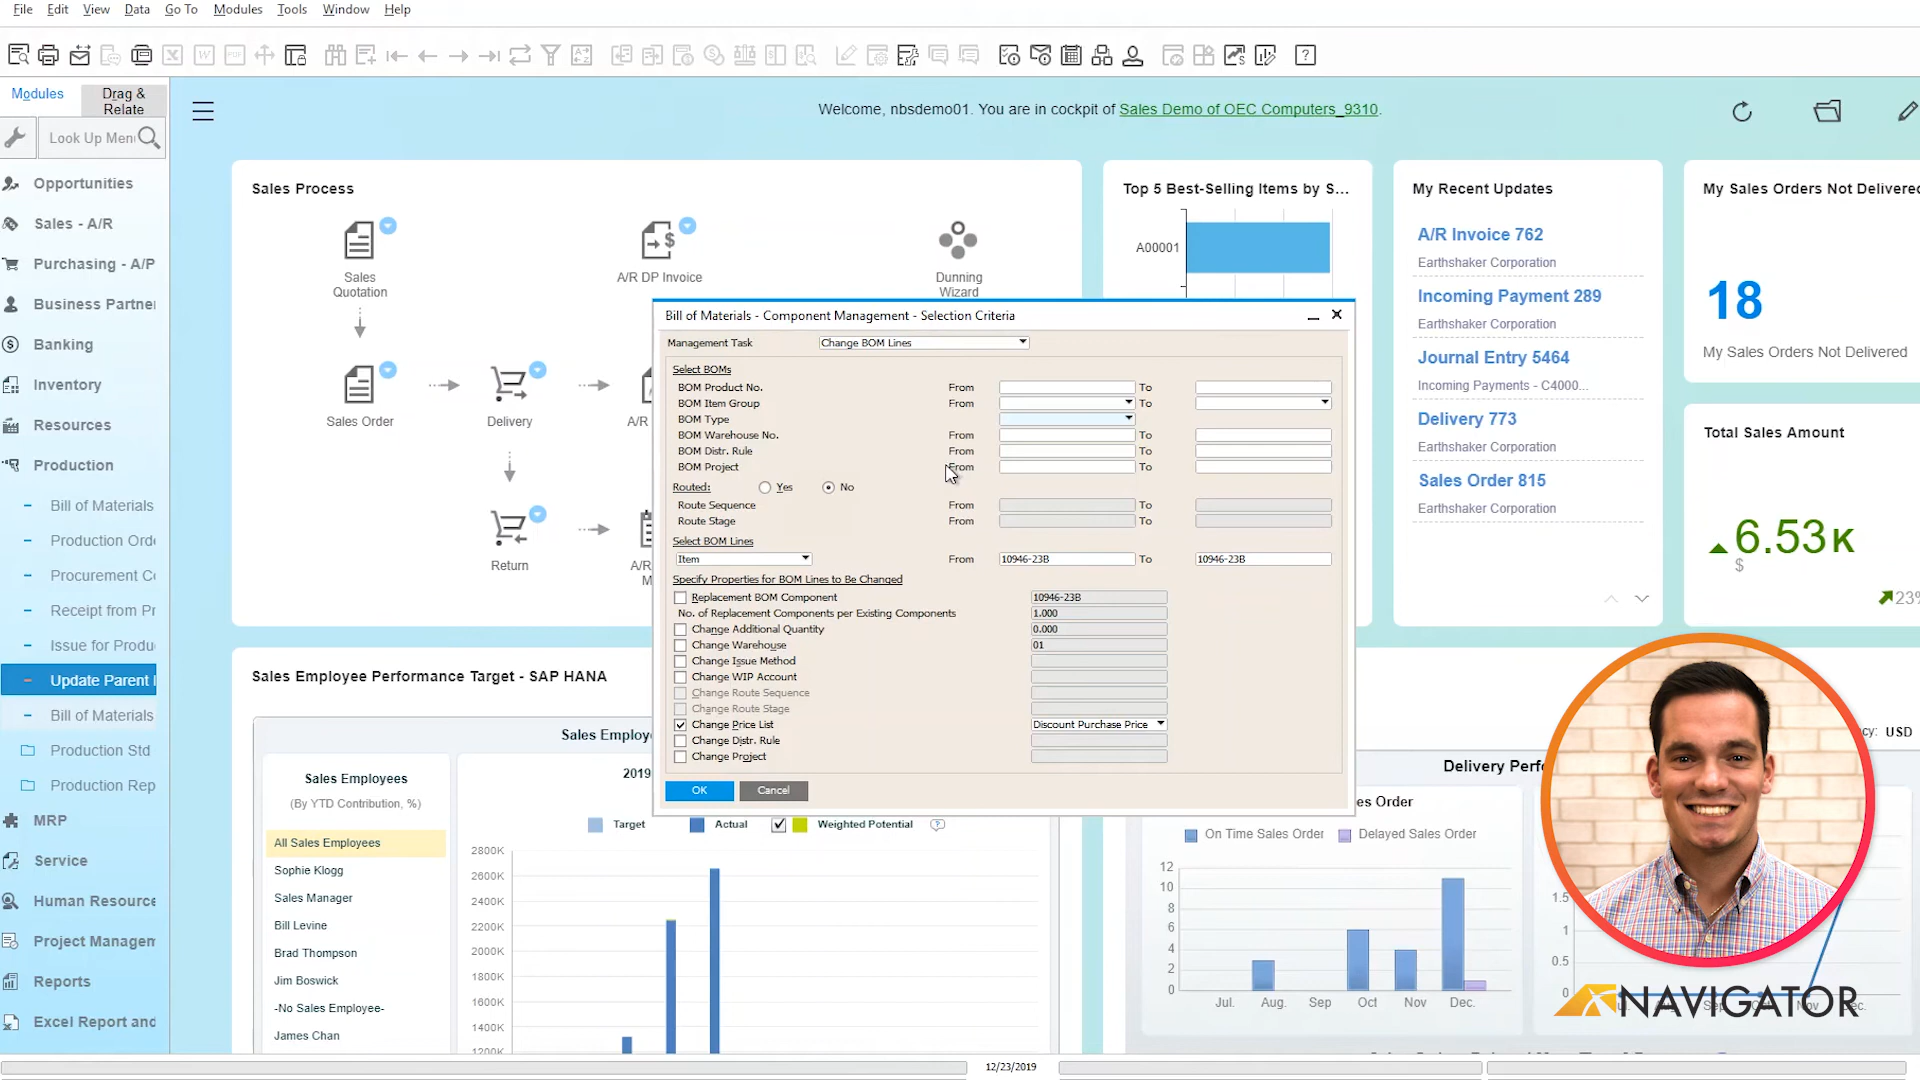 File Edit View Data Go To Modules Tools Window Help
Modules
Drag &
Relate
Look Up Menu
Welcome, nbsdemo01. You are in cockpit of Sales Demo of OEC Computers_9310.
Opportunities
Sales - A/R
Purchasing - A/P
Business Partner
Banking
Inventory
Resources
Production
Bill of Materials
Production Orde
Procurement Co
Receipt from Pr
Issue for Produ
Update Parent
Bill of Materials
Production Std
Production Rep
MRP
Service
Human Resource
Project Managem
Reports
Excel Report and
Sales Process
Sales
Quotation
A/R DP Invoice
Dunning
Wizard
Sales Order
Delivery
A/R
Return
A/R
M
Top 5 Best-Selling Items by S...
A00001
My Recent Updates
A/R Invoice 762
Earthshaker Corporation
Incoming Payment 289
Earthshaker Corporation
Journal Entry 5464
Incoming Payments - C4000...
Delivery 773
Earthshaker Corporation
Sales Order 815
Earthshaker Corporation
My Sales Orders Not Delivered
18
My Sales Orders Not Delivered
Total Sales Amount
6.53K
$
23%
Bill of Materials - Component Management - Selection Criteria
Management Task Change BOM Lines
Select BOMs
BOM Product No. From To
BOM Item Group From To
BOM Type
BOM Warehouse No. From To
BOM Distr. Rule From To
BOM Project From To
Routed: Yes No
Route Sequence From To
Route Stage From To
Select BOM Lines
Item From 10946-23B To 10946-23B
Specify Properties for BOM Lines to Be Changed
Replacement BOM Component 10946-23B
No. of Replacement Components per Existing Components 1.000
Change Additional Quantity 0.000
Change Warehouse 01
Change Issue Method
Change WIP Account
Change Route Sequence
Change Route Stage
Change Price List Discount Purchase Price
Change Distr. Rule
Change Project
OK Cancel
Sales Employee Performance Target - SAP HANA
Sales Employ
2019
Sales Employees
(By YTD Contribution, %)
All Sales Employees
Sophie Klogg
Sales Manager
Bill Levine
Brad Thompson
Jim Boswick
-No Sales Employee-
James Chan
Target Actual Weighted Potential
2800K
2600K
2400K
2200K
2000K
1800K
1600K
1400K
1200K
cy: USD
Delivery Perf
es Order
On Time Sales Order Delayed Sales Order
12
10
8
6
4
2
0
Jul. Aug. Sep Oct Nov Dec.
1.5
1
0.5
0
NAVIGATOR
12/23/2019